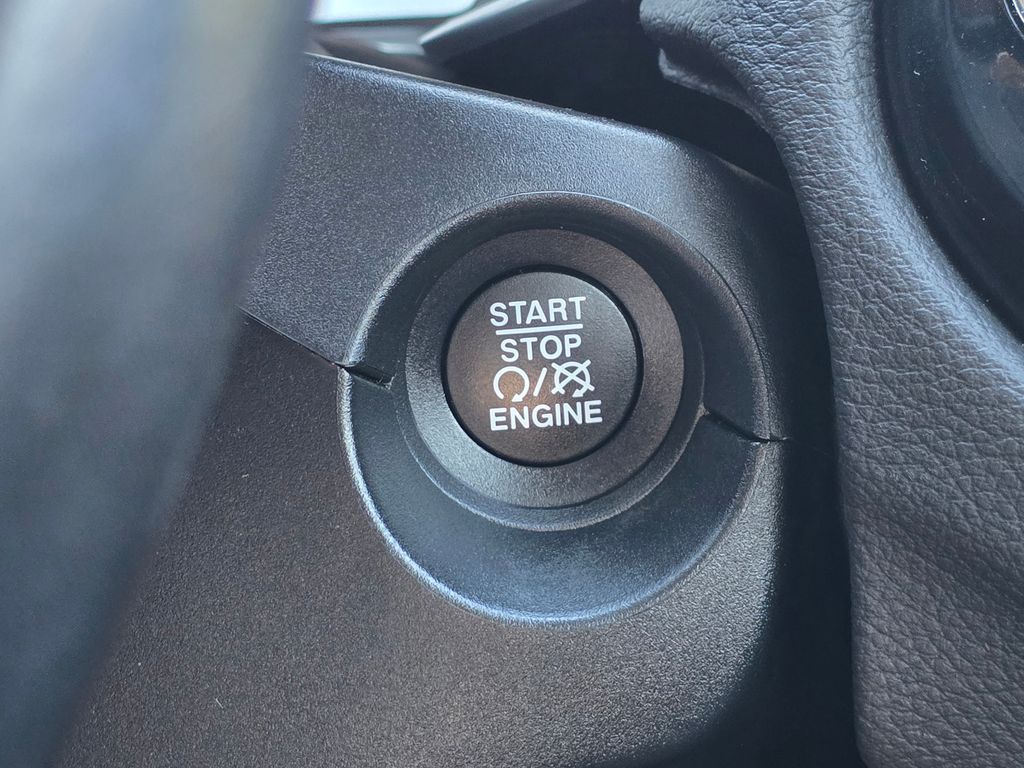 START
STOP
/
ENGINE